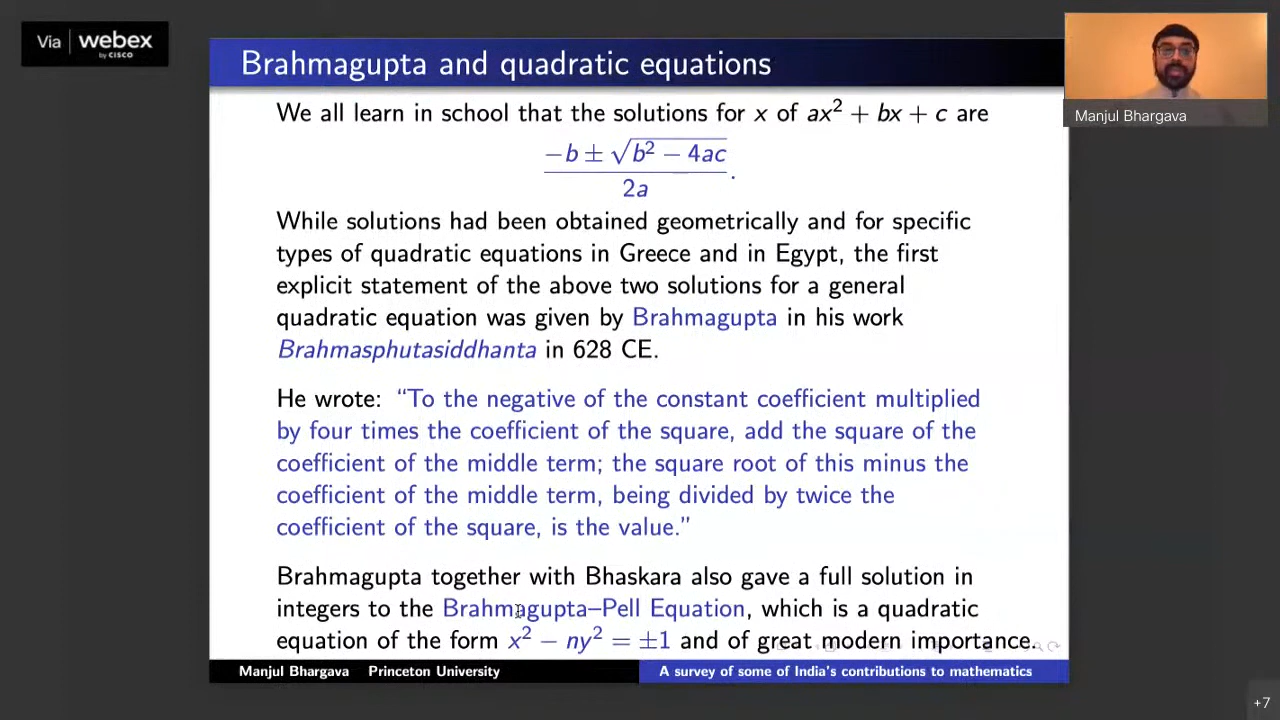 Via webex
by CISCO
Brahmagupta and quadratic equations
Manjul Bhargava
We all learn in school that the solutions for x of ax² + bx + c are
−b ± √b² − 4ac
2a
.
While solutions had been obtained geometrically and for specific
types of quadratic equations in Greece and in Egypt, the first
explicit statement of the above two solutions for a general
quadratic equation was given by Brahmagupta in his work
Brahmasphutasiddhanta in 628 CE.
He wrote: “To the negative of the constant coefficient multiplied
by four times the coefficient of the square, add the square of the
coefficient of the middle term; the square root of this minus the
coefficient of the middle term, being divided by twice the
coefficient of the square, is the value.”
Brahmagupta together with Bhaskara also gave a full solution in
integers to the Brahmagupta–Pell Equation, which is a quadratic
equation of the form x² − ny² = ±1 and of great modern importance.
Manjul Bhargava Princeton University A survey of some of India's contributions to mathematics
+7